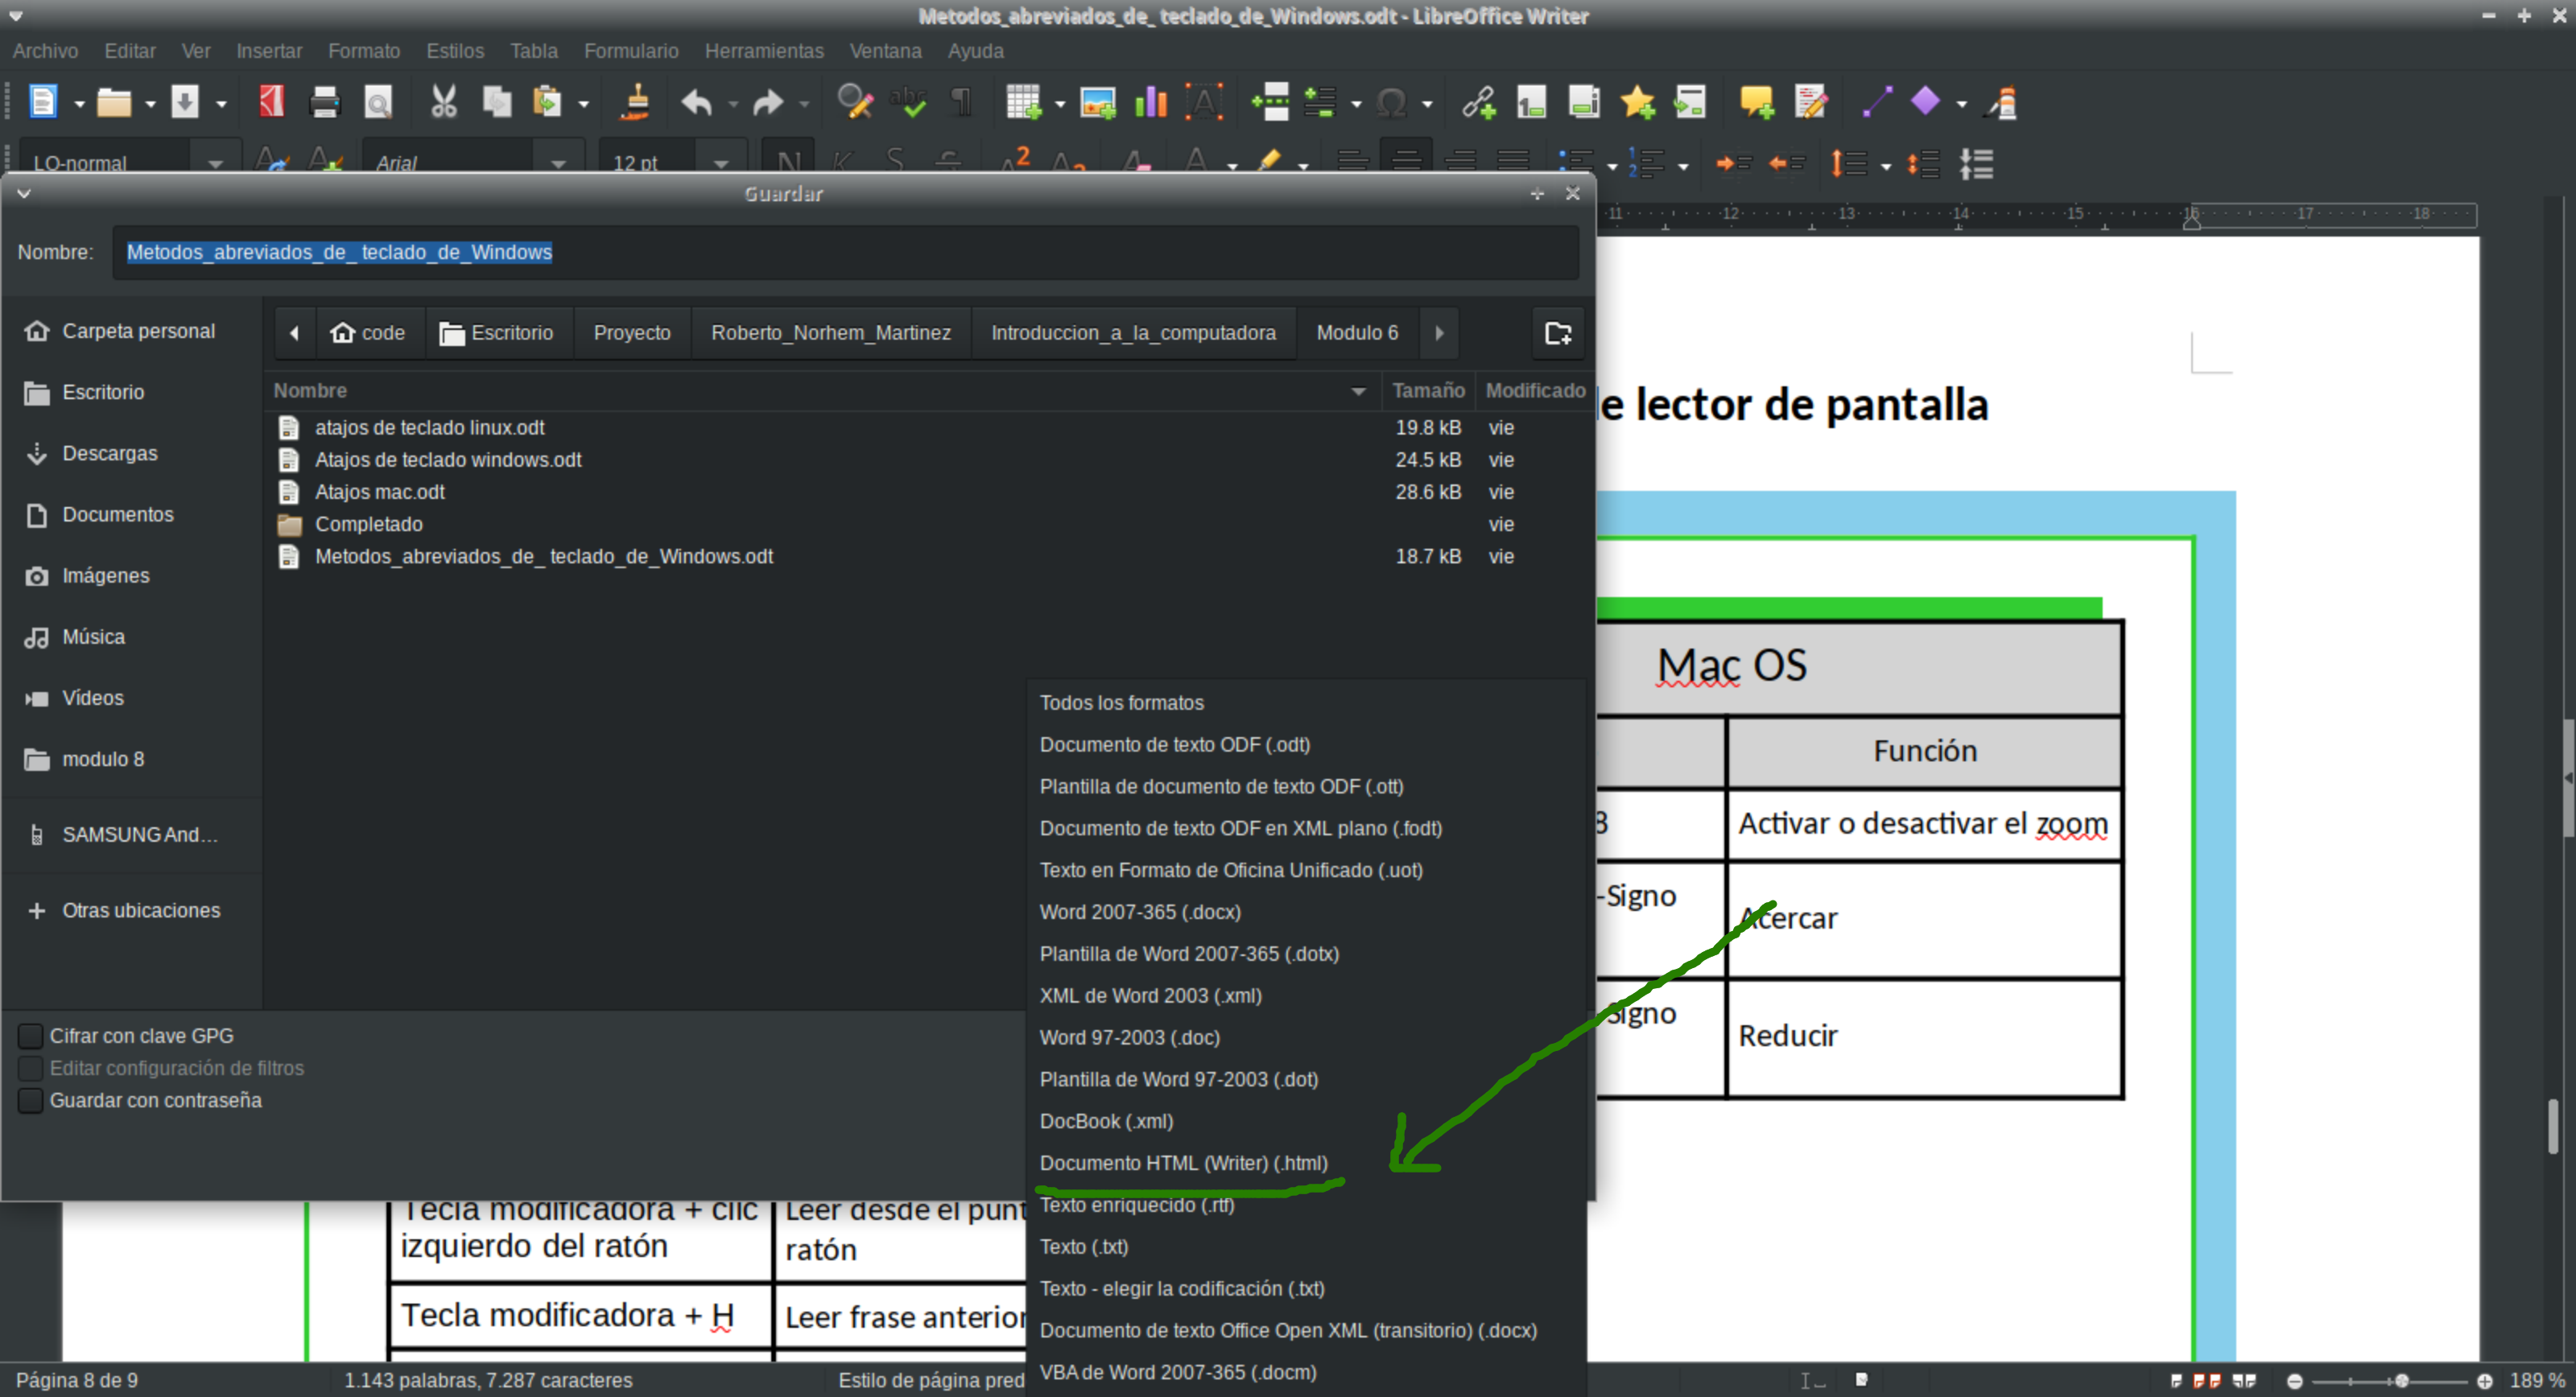 Metodos_abreviados_de_ teclado_de_Windows.odt - LibreOffice Writer
Archivo Editar Ver Insertar Formato Estilos Tabla Formulario Herramientas Ventana Ayuda
LO-normal Arial 12 pt
Guardar
11 12 13 14 15 16 17 18
Nombre: Metodos_abreviados_de_ teclado_de_Windows
Carpeta personal
Escritorio
Descargas
Documentos
Imágenes
Música
Vídeos
modulo 8
SAMSUNG And...
Otras ubicaciones
code Escritorio Proyecto Roberto_Norhem_Martinez Introduccion_a_la_computadora Modulo 6
Nombre Tamaño Modificado
atajos de teclado linux.odt 19.8 kB vie
Atajos de teclado windows.odt 24.5 kB vie
Atajos mac.odt 28.6 kB vie
Completado vie
Metodos_abreviados_de_ teclado_de_Windows.odt 18.7 kB vie
Todos los formatos
Documento de texto ODF (.odt)
Plantilla de documento de texto ODF (.ott)
Documento de texto ODF en XML plano (.fodt)
Texto en Formato de Oficina Unificado (.uot)
Word 2007-365 (.docx)
Plantilla de Word 2007-365 (.dotx)
XML de Word 2003 (.xml)
Word 97-2003 (.doc)
Plantilla de Word 97-2003 (.dot)
DocBook (.xml)
Documento HTML (Writer) (.html)
Texto enriquecido (.rtf)
Texto (.txt)
Texto - elegir la codificación (.txt)
Documento de texto Office Open XML (transitorio) (.docx)
VBA de Word 2007-365 (.docm)
Cifrar con clave GPG
Editar configuración de filtros
Guardar con contraseña
e lector de pantalla
Mac OS
Función
8 Activar o desactivar el zoom
-Signo Acercar
-Signo Reducir
Tecla modificadora + clic Leer desde el punt
izquierdo del ratón ratón
Tecla modificadora + H Leer frase anterior
Página 8 de 9 1.143 palabras, 7.287 caracteres Estilo de página pred 189 %